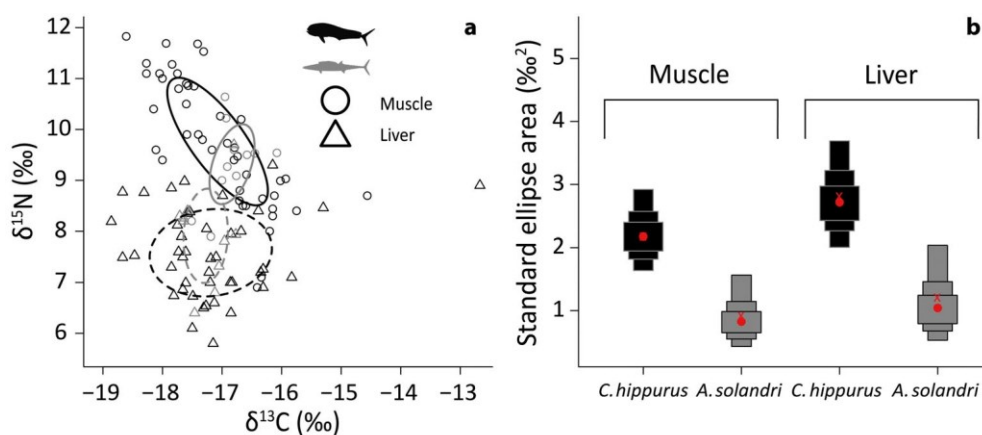 a
δ15N (‰)
12
11
10
9
8
7
6
Muscle
Liver
−19
−18
−17
−16
−15
−14
−13
δ13C (‰)
b
Standard ellipse area (‰2)
5
4
3
2
1
Muscle
Liver
C. hippurus
A. solandri
C. hippurus
A. solandri